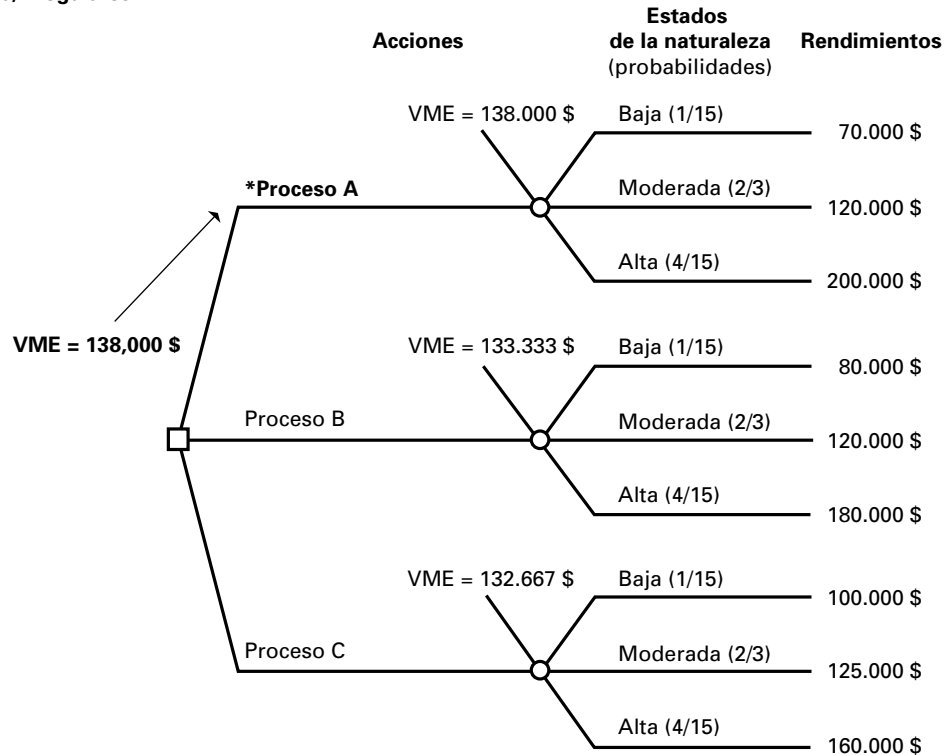 Estados
Acciones de la naturaleza Rendimientos
(probabilidades)
VME = 138.000 $ Baja (1/15) 70.000 $
*Proceso A Moderada (2/3) 120.000 $
Alta (4/15) 200.000 $
VME = 138,000 $
VME = 133.333 $ Baja (1/15) 80.000 $
Proceso B Moderada (2/3) 120.000 $
Alta (4/15) 180.000 $
VME = 132.667 $ Baja (1/15) 100.000 $
Proceso C Moderada (2/3) 125.000 $
Alta (4/15) 160.000 $